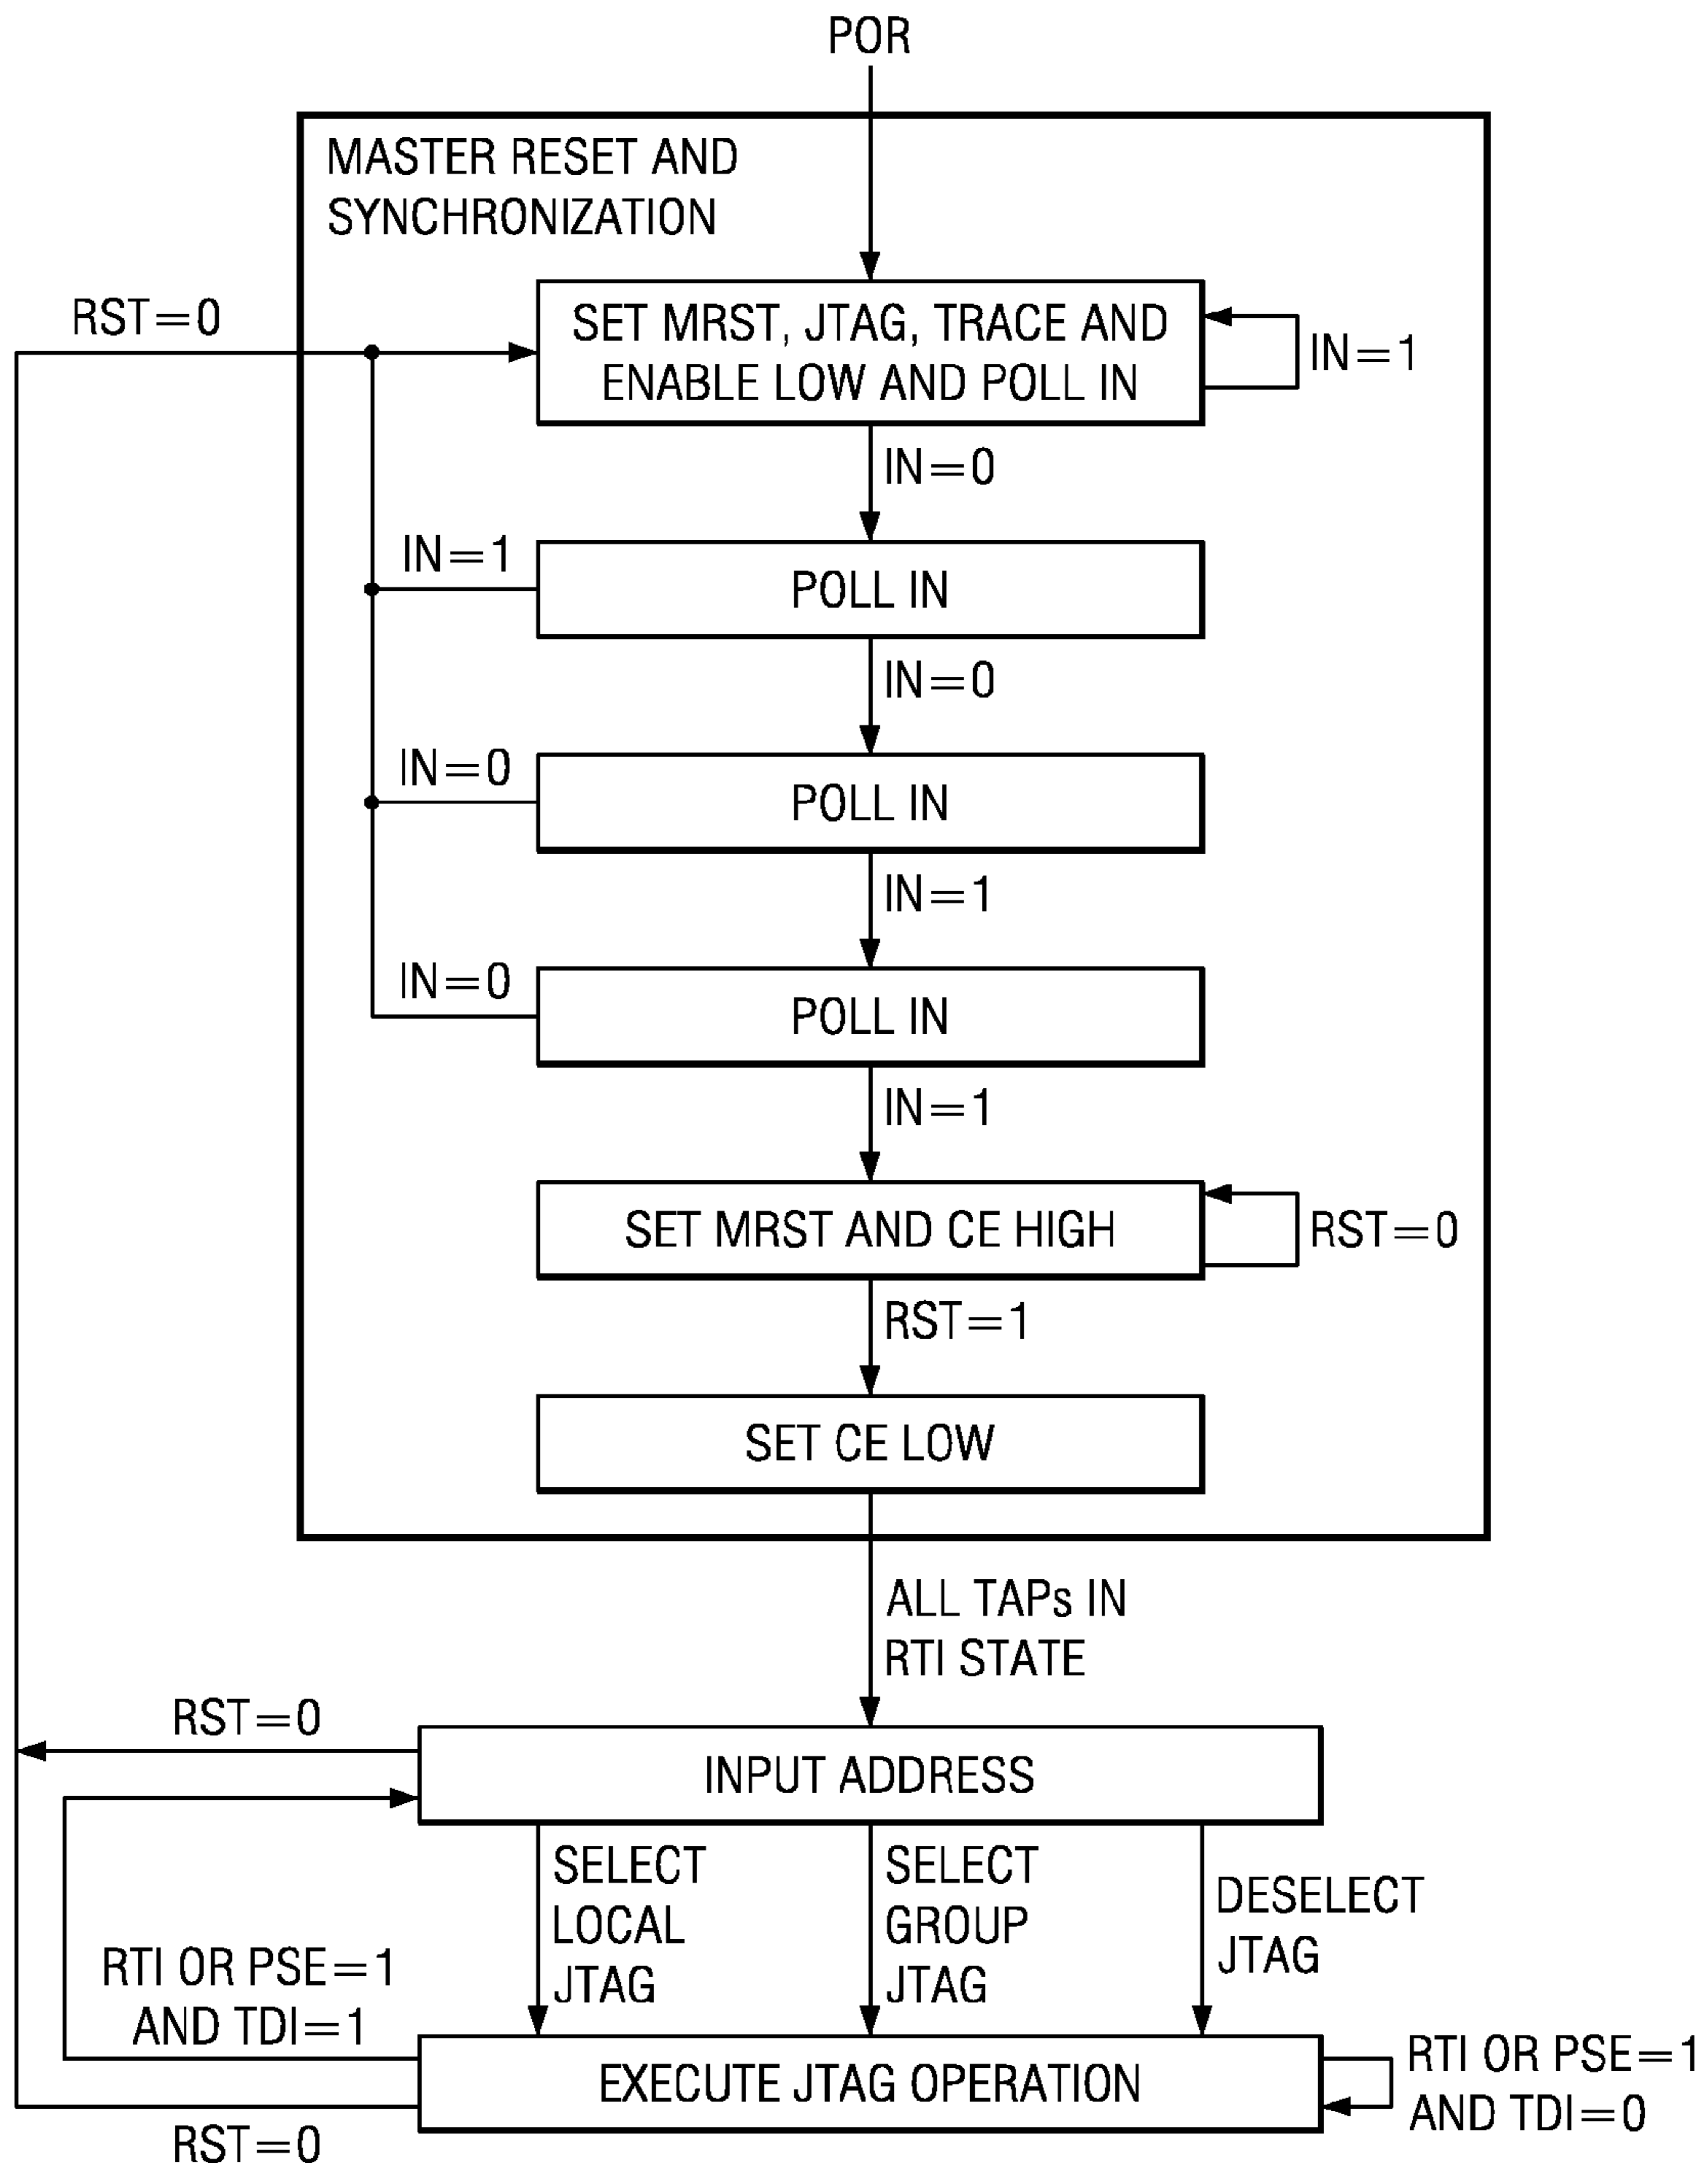 POR
MASTER RESET AND
SYNCHRONIZATION
RST=0
SET MRST, JTAG, TRACE AND
ENABLE LOW AND POLL IN
IN=1
IN=0
IN=1
POLL IN
IN=0
IN=0
POLL IN
IN=1
IN=0
POLL IN
IN=1
SET MRST AND CE HIGH
RST=0
RST=1
SET CE LOW
ALL TAPs IN
RTI STATE
RST=0
INPUT ADDRESS
SELECT
LOCAL
JTAG
SELECT
GROUP
JTAG
DESELECT
JTAG
RTI OR PSE=1
AND TDI=1
EXECUTE JTAG OPERATION
RTI OR PSE=1
AND TDI=0
RST=0